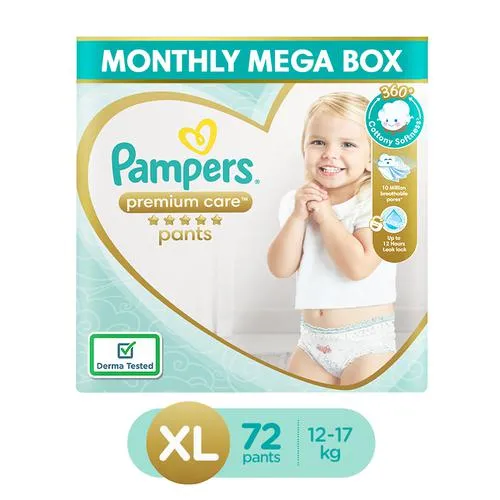 MONTHLY MEGA BOX
360°
Cottony Softness
Pampers®
premium care™
pants
10 Million
breathable
pores*
Up to
12 Hours
Leak lock
Derma Tested
XL
72
pants
12-17
kg